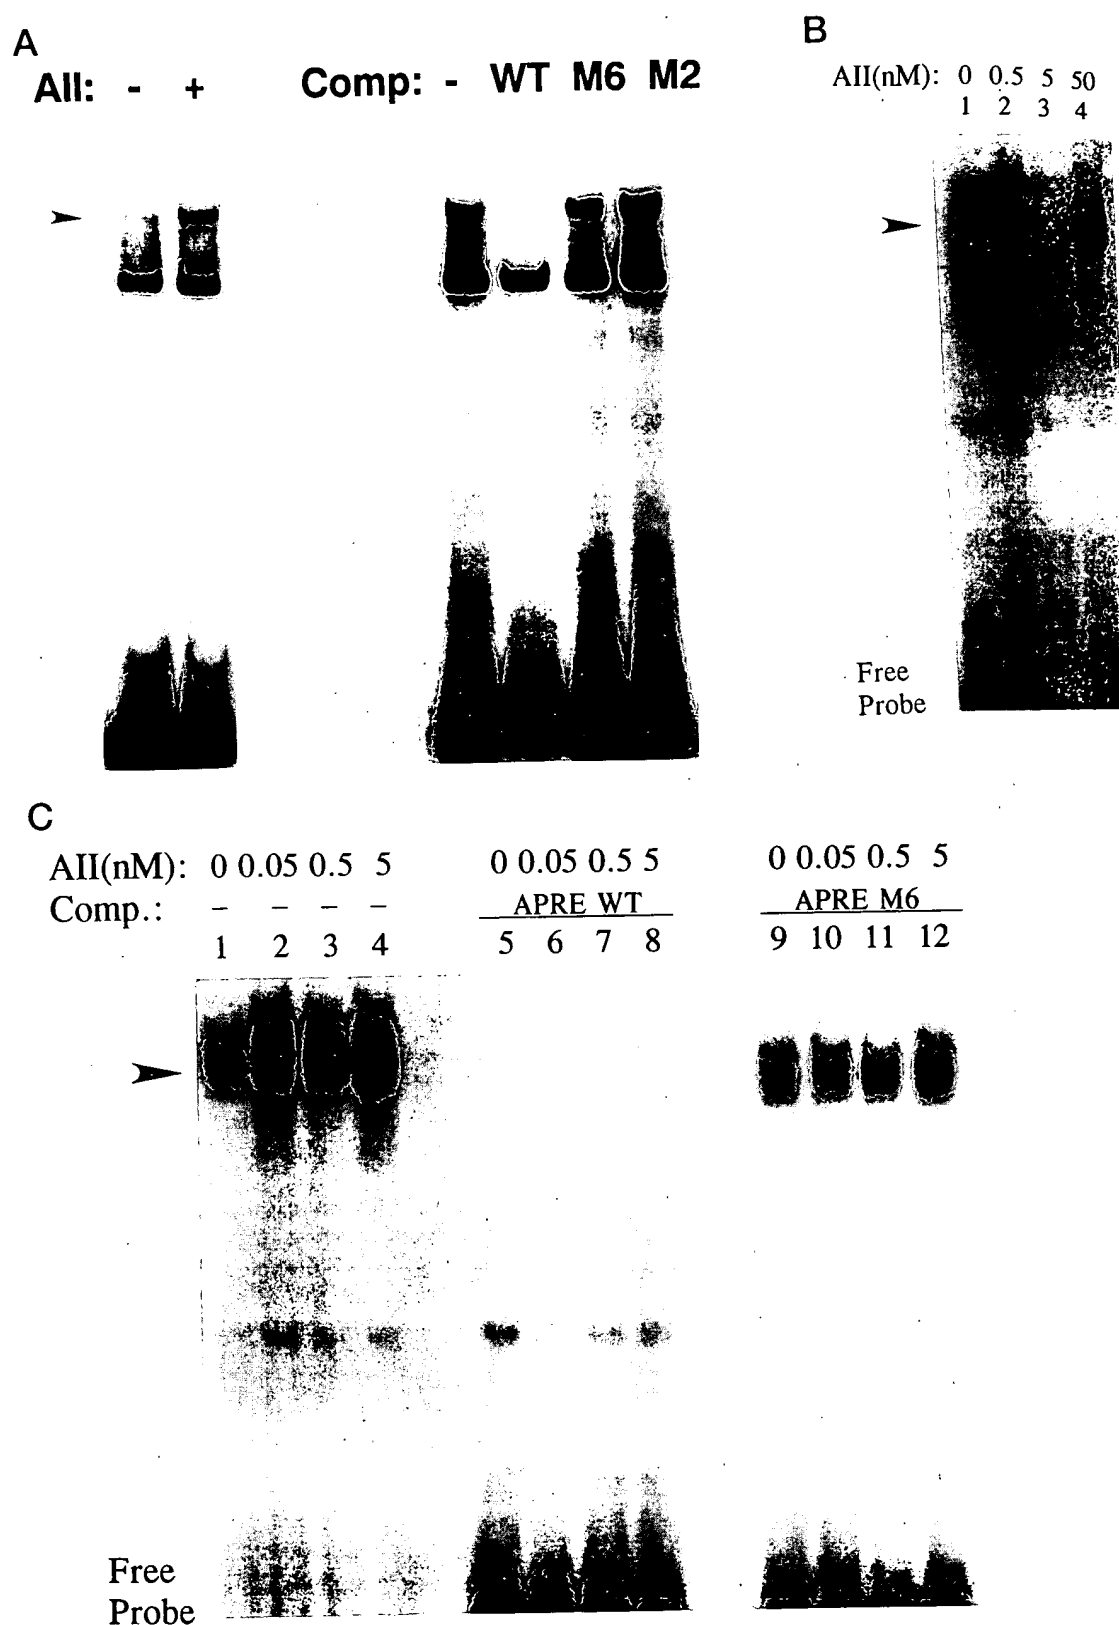 A
AII: - +
Comp: - WT M6 M2
B
AII(nM): 0 0.5 5 50
1 2 3 4
Free
Probe
C
AII(nM): 0 0.05 0.5 5 0 0.05 0.5 5 0 0.05 0.5 5
Comp.: – – – – APRE WT APRE M6
1 2 3 4 5 6 7 8 9 10 11 12
Free
Probe